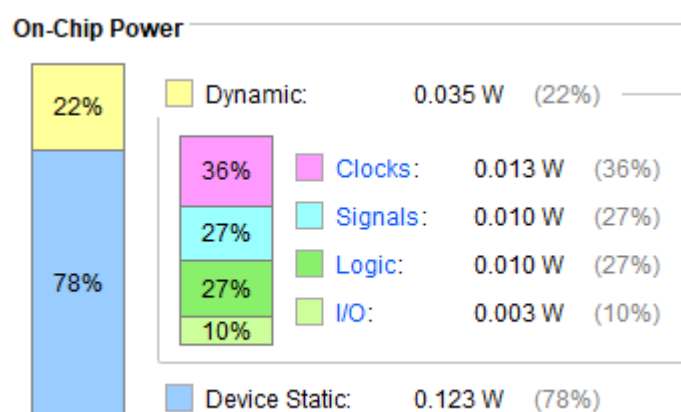 On-Chip Power
22%
78%
Dynamic: 0.035 W (22%)
36%
27%
27%
10%
Clocks: 0.013 W (36%)
Signals: 0.010 W (27%)
Logic: 0.010 W (27%)
I/O: 0.003 W (10%)
Device Static: 0.123 W (78%)